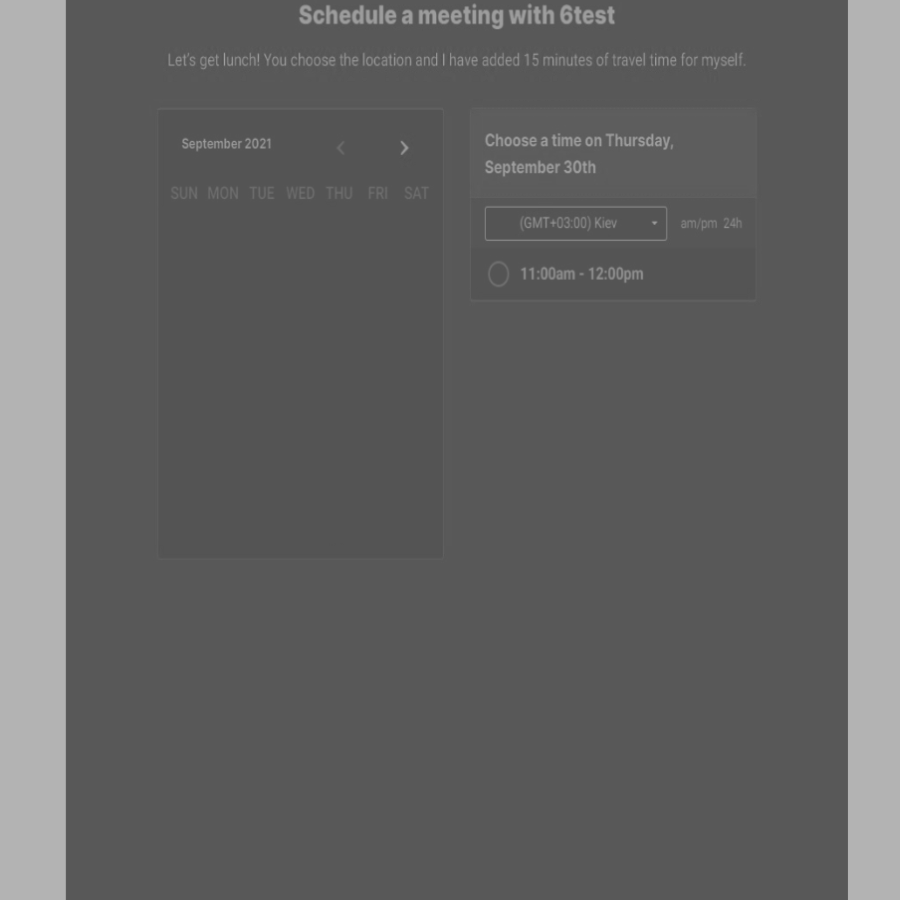 Schedule a meeting with 6test
Let's get lunch! You choose the location and I have added 15 minutes of travel time for myself.
September 2021
SUN MON TUE WED THU FRI SAT
Choose a time on Thursday,
September 30th
(GMT+03:00) Kiev
am/pm 24h
11:00am - 12:00pm